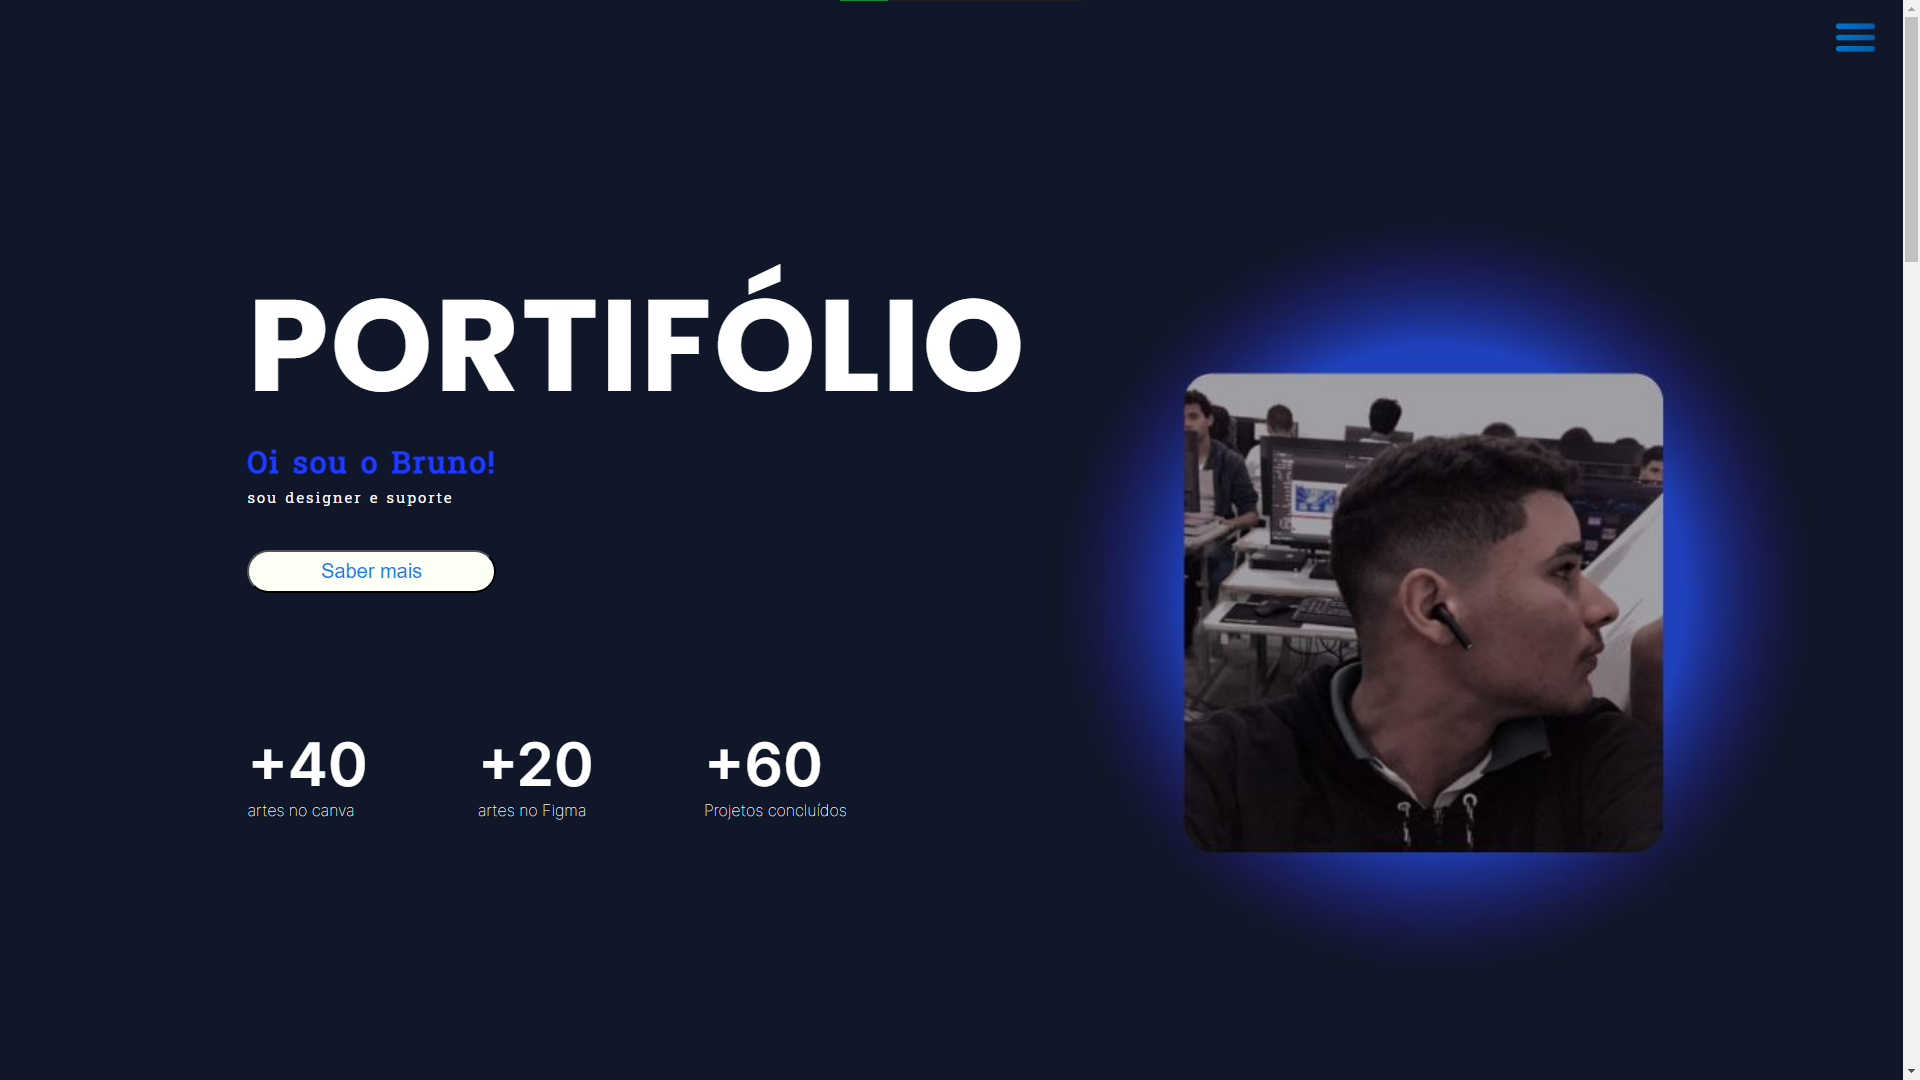 PORTIFÓLIO
Oi sou o Bruno!
sou designer e suporte
Saber mais
+40
artes no canva
+20
artes no Figma
+60
Projetos concluídos